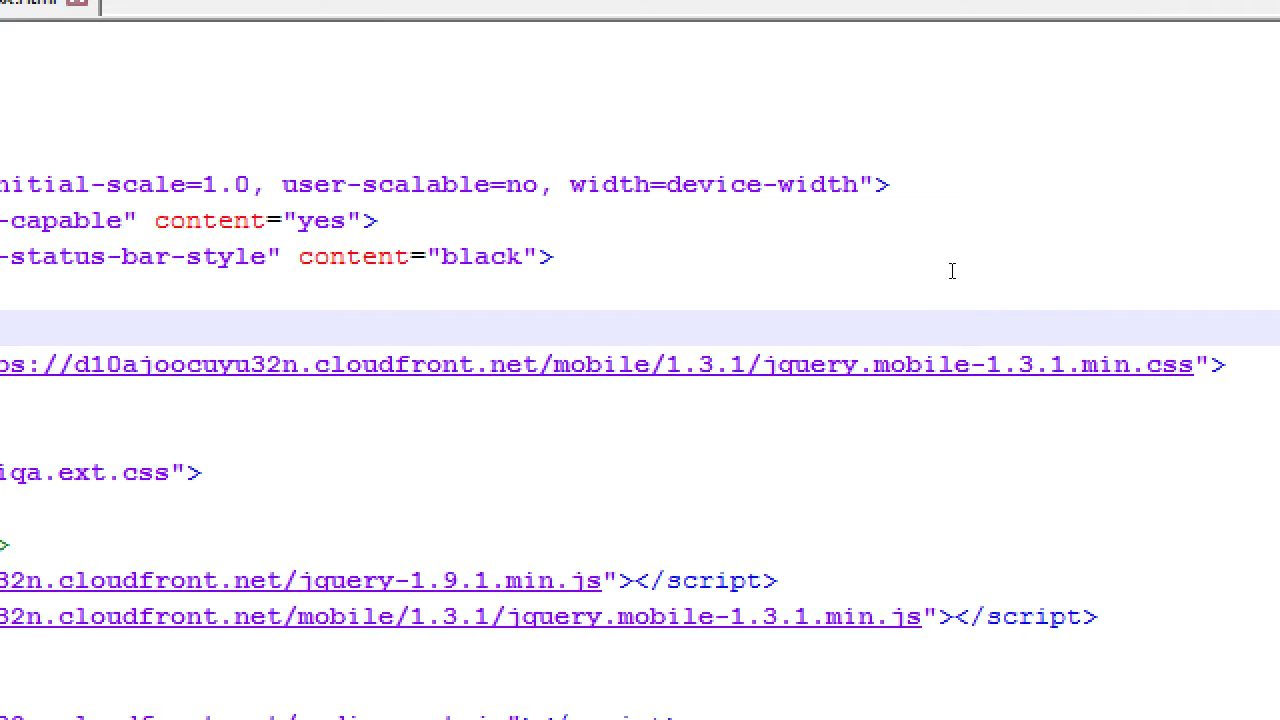 nitial-scale=1.0, user-scalable=no, width=device-width">
-capable" content="yes">
-status-bar-style" content="black">
ps://d10ajoocuyu32n.cloudfront.net/mobile/1.3.1/jquery.mobile-1.3.1.min.css">
iqa.ext.css">
>
32n.cloudfront.net/jquery-1.9.1.min.js"></script>
32n.cloudfront.net/mobile/1.3.1/jquery.mobile-1.3.1.min.js"></script>